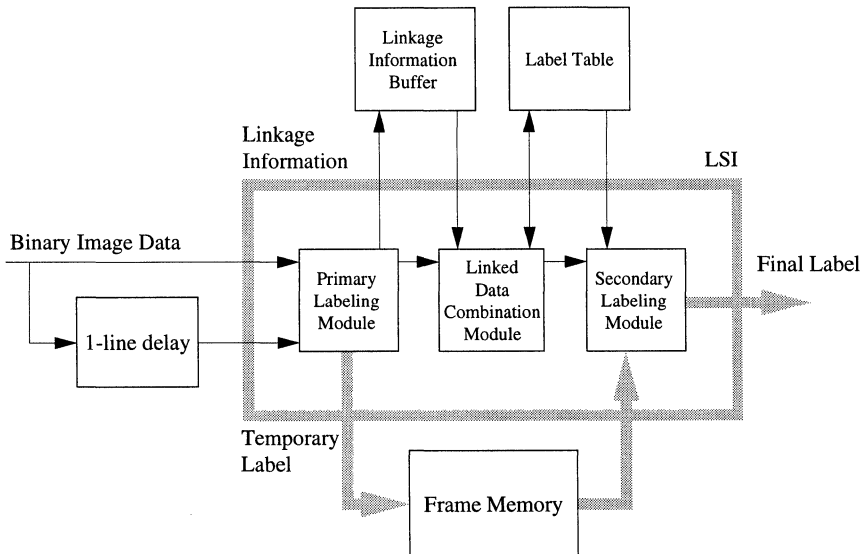 Linkage
Information
Buffer
Label Table
Linkage
Information
LSI
Binary Image Data
Primary
Labeling
Module
Linked
Data
Combination
Module
Secondary
Labeling
Module
Final Label
1-line delay
Temporary
Label
Frame Memory